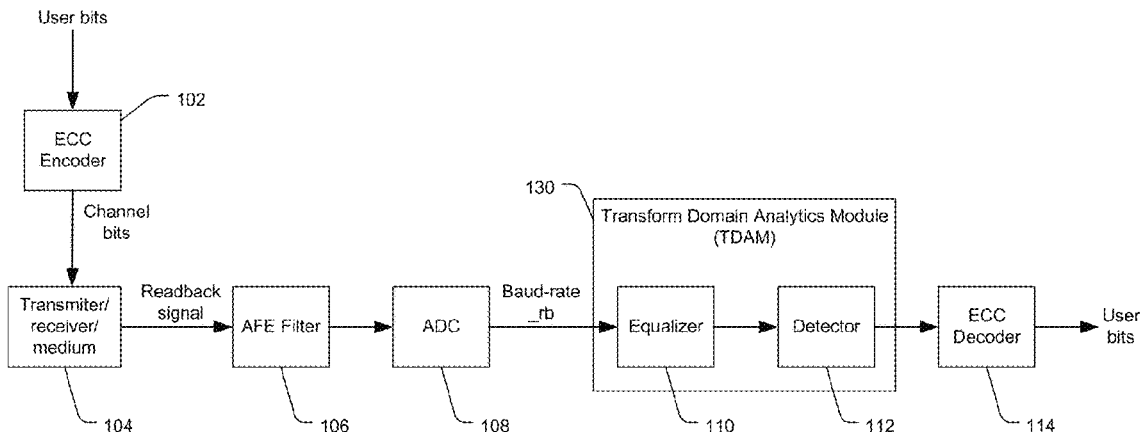 User bits
102
ECC
Encoder
Channel
bits
130
Transform Domain Analytics Module
(TDAM)
Transmiter/
receiver/
medium
Readback
signal
AFE Filter
ADC
Baud-rate
_rb
Equalizer
Detector
ECC
Decoder
User
bits
104
106
108
110
112
114